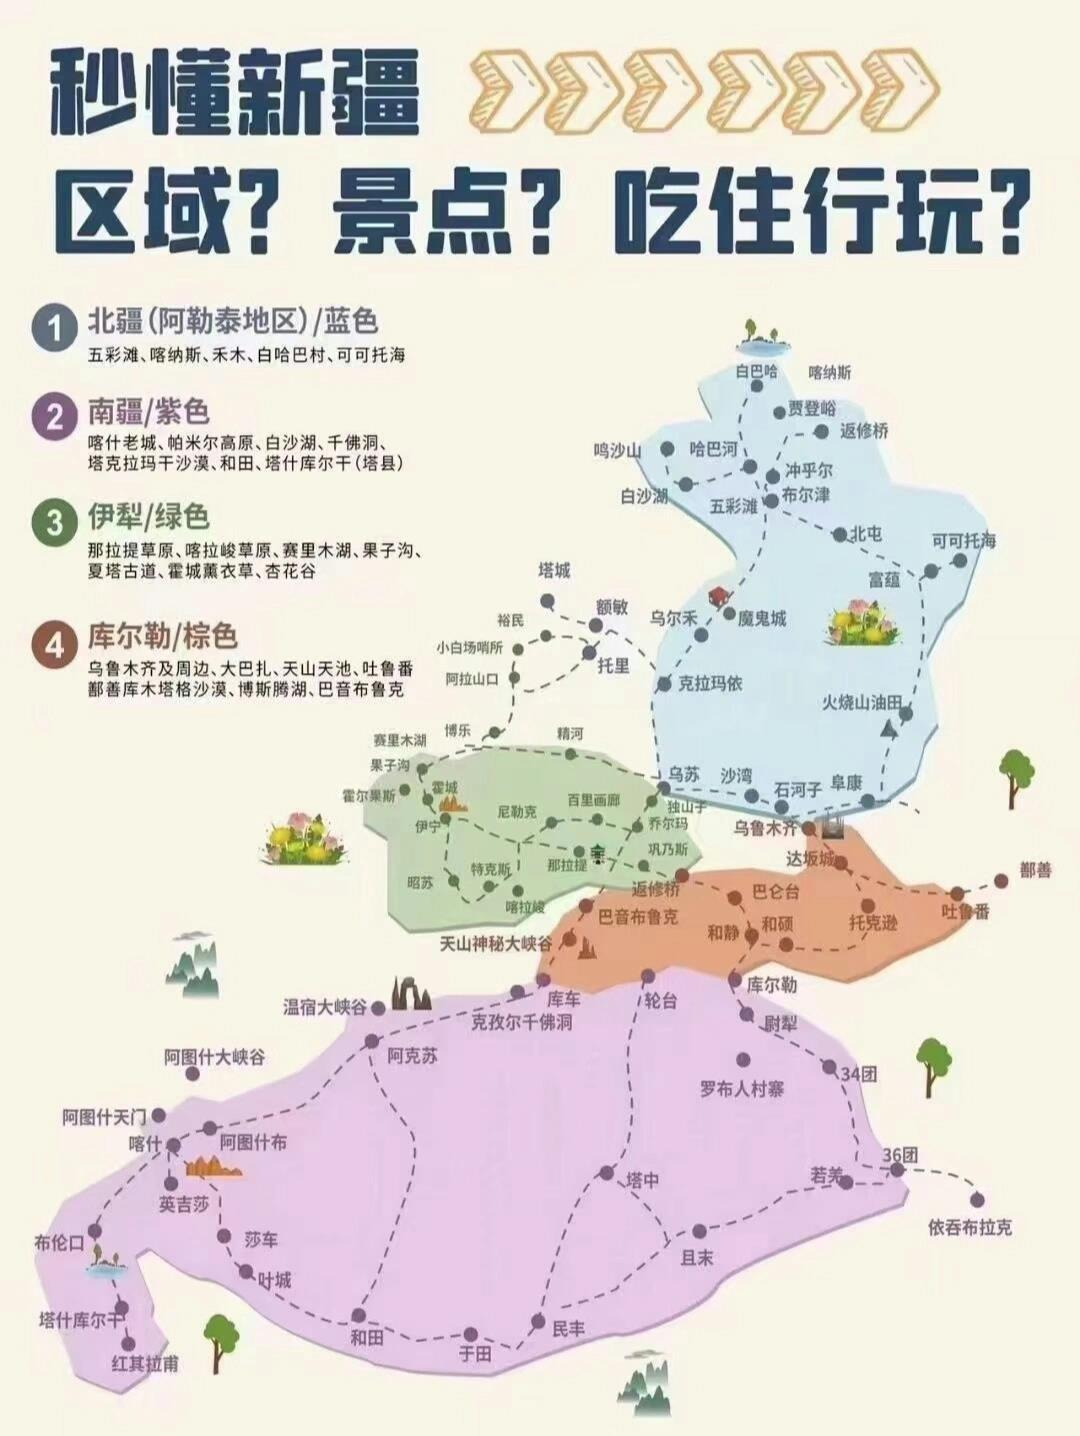 秒懂新疆
区域？景点？吃住行玩？
1 北疆（阿勒泰地区）/蓝色
五彩滩、喀纳斯、禾木、白哈巴村、可可托海
2 南疆/紫色
喀什老城、帕米尔高原、白沙湖、千佛洞、
塔克拉玛干沙漠、和田、塔什库尔干（塔县）
3 伊犁/绿色
那拉提草原、喀拉峻草原、赛里木湖、果子沟、
夏塔古道、霍城薰衣草、杏花谷
4 库尔勒/棕色
乌鲁木齐及周边、大巴扎、天山天池、吐鲁番
鄯善库木塔格沙漠、博斯腾湖、巴音布鲁克
白巴哈
喀纳斯
贾登峪
返修桥
鸣沙山
哈巴河
冲乎尔
白沙湖
五彩滩
布尔津
北屯
可可托海
富蕴
塔城
额敏
裕民
乌尔禾
魔鬼城
小白场哨所
托里
阿拉山口
克拉玛依
火烧山油田
博乐
精河
赛里木湖
果子沟
乌苏
沙湾
石河子
阜康
霍尔果斯
霍城
尼勒克
百里画廊
独山子
伊宁
乔尔玛
乌鲁木齐
达坂城
巩乃斯
那拉提
特克斯
昭苏
喀拉峻
返修桥
巴仑台
鄯善
吐鲁番
巴音布鲁克
和静
和硕
托克逊
天山神秘大峡谷
库尔勒
库车
轮台
温宿大峡谷
克孜尔千佛洞
尉犁
阿克苏
阿图什大峡谷
34团
罗布人村寨
阿图什天门
喀什
阿图什布
36团
若羌
塔中
英吉莎
依吞布拉克
布伦口
莎车
且末
叶城
塔什库尔干
和田
民丰
于田
红其拉甫